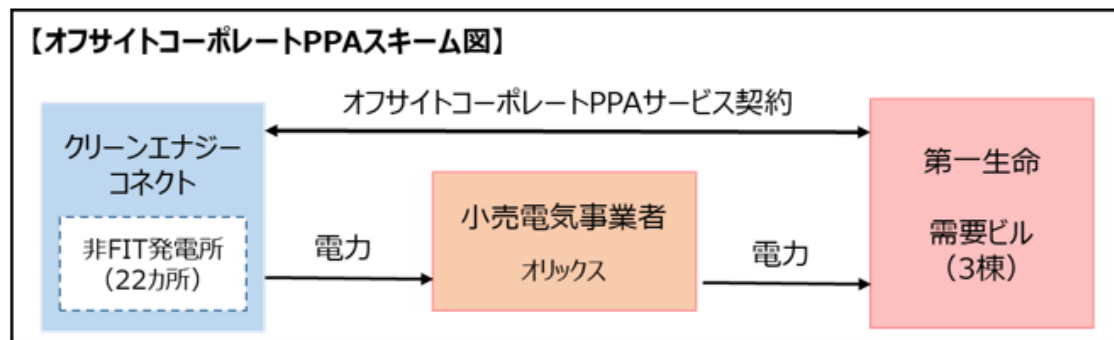 【オフサイトコーポレートPPAスキーム図】
オフサイトコーポレートPPAサービス契約
クリーンエナジー
コネクト
非FIT発電所
（22カ所）
電力
小売電気事業者
オリックス
電力
第一生命
需要ビル
（3棟）